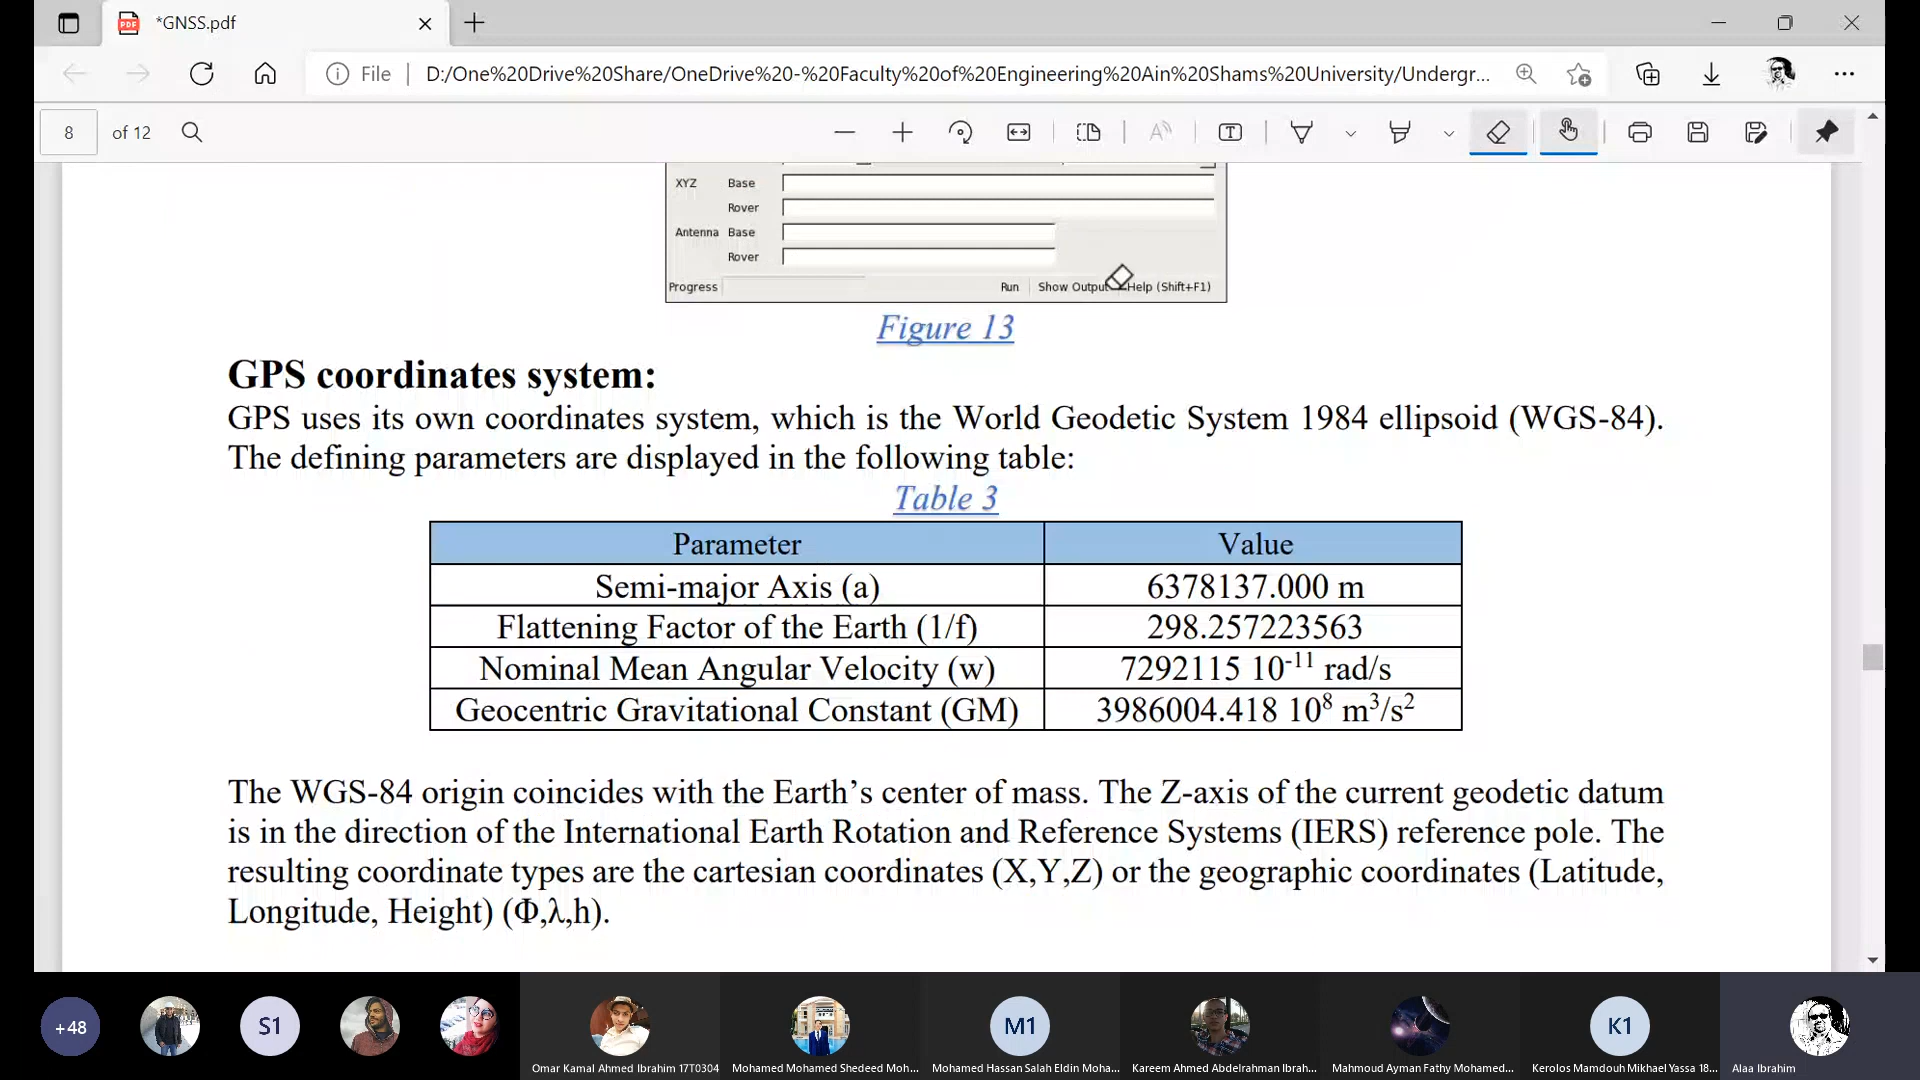 *GNSS.pdf
File
D:/One%20Drive%20Share/OneDrive%20-%20Faculty%20of%20Engineering%20Ain%20Shams%20University/Undergr...
8 of 12
XYZ Base
Rover
Antenna Base
Rover
Progress Run Show Output Help (Shift+F1)
Figure 13
GPS coordinates system:
GPS uses its own coordinates system, which is the World Geodetic System 1984 ellipsoid (WGS-84).
The defining parameters are displayed in the following table:
Table 3
Parameter Value
Semi-major Axis (a) 6378137.000 m
Flattening Factor of the Earth (1/f) 298.257223563
Nominal Mean Angular Velocity (w) 7292115 10⁻¹¹ rad/s
Geocentric Gravitational Constant (GM) 3986004.418 10⁸ m³/s²
The WGS-84 origin coincides with the Earth’s center of mass. The Z-axis of the current geodetic datum
is in the direction of the International Earth Rotation and Reference Systems (IERS) reference pole. The
resulting coordinate types are the cartesian coordinates (X,Y,Z) or the geographic coordinates (Latitude,
Longitude, Height) (Φ,λ,h).
+48 S1 M1 K1
Omar Kamal Ahmed Ibrahim 17T0304 Mohamed Mohamed Shedeed Moh... Mohamed Hassan Salah Eldin Moha... Kareem Ahmed Abdelrahman Ibrah... Mahmoud Ayman Fathy Mohamed... Kerolos Mamdouh Mikhael Yassa 18... Alaa Ibrahim